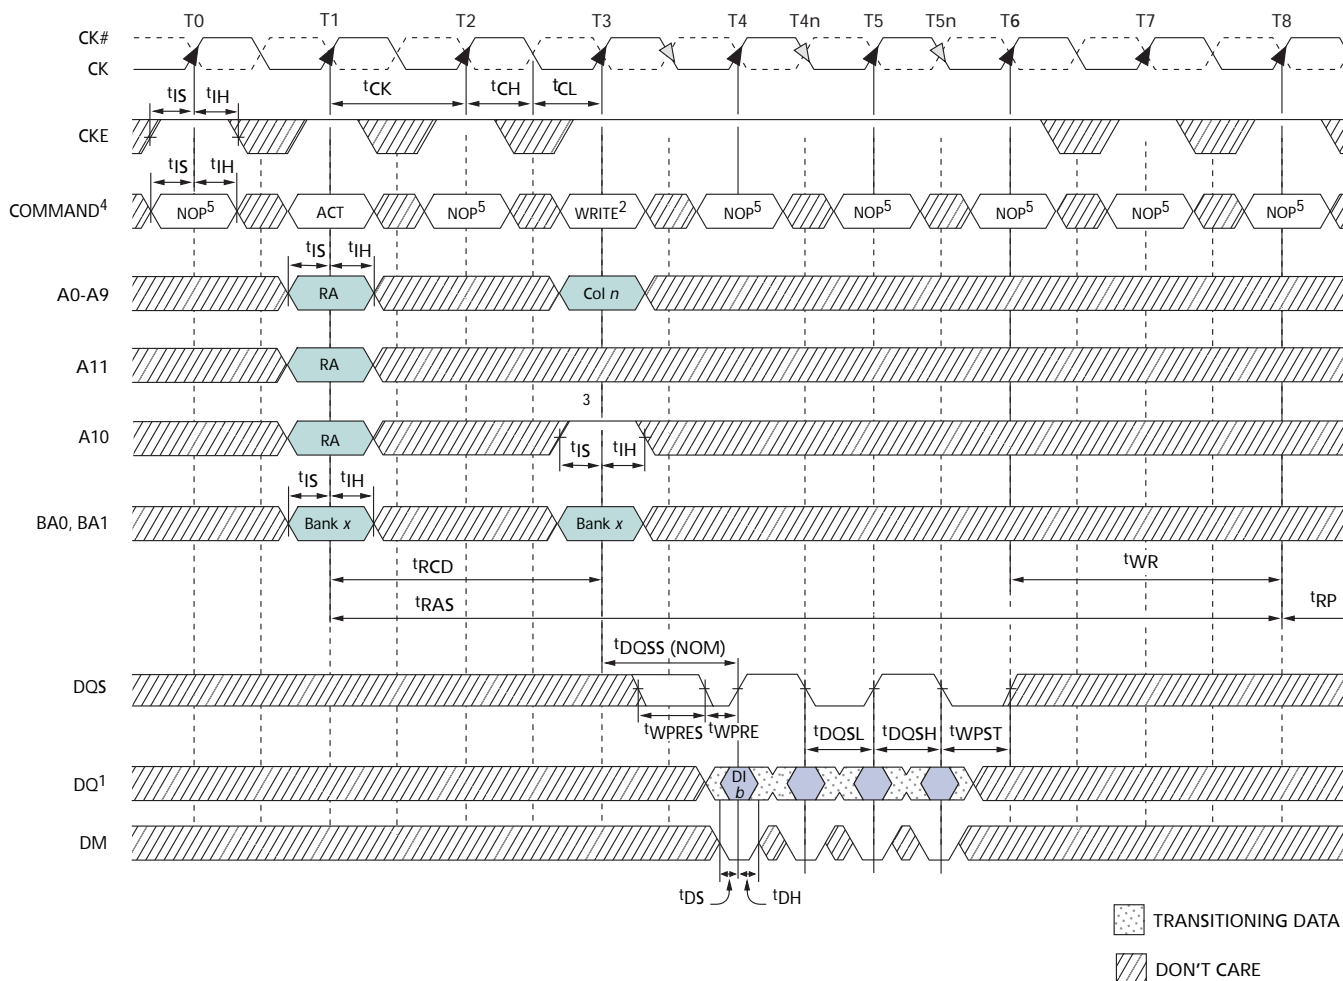 T0 T1 T2 T3 T4 T4n T5 T5n T6 T7 T8
CK#
CK
tCK tCH tCL
tIS tIH
CKE
tIS tIH
COMMAND4 NOP5 ACT NOP5 WRITE2 NOP5 NOP5 NOP5 NOP5 NOP5
tIS tIH
A0-A9 RA Col n
A11 RA
3
A10 RA
tIS tIH
tIS tIH
BA0, BA1 Bank x Bank x
tRCD tWR
tRAS tRP
tDQSS (NOM)
DQS
tWPRES tWPRE tDQSL tDQSH tWPST
DQ1 DI
b
DM
tDS tDH
TRANSITIONING DATA
DON'T CARE